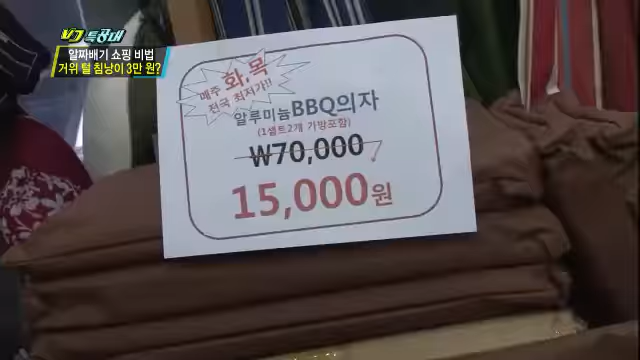 VJ 특공대
알짜배기 쇼핑 비법
거위 털 침낭이 3만 원?
매주 화,목
전국 최저가!!
알루미늄BBQ의자
(1셀트2개 가방포함)
₩70,000
15,000원